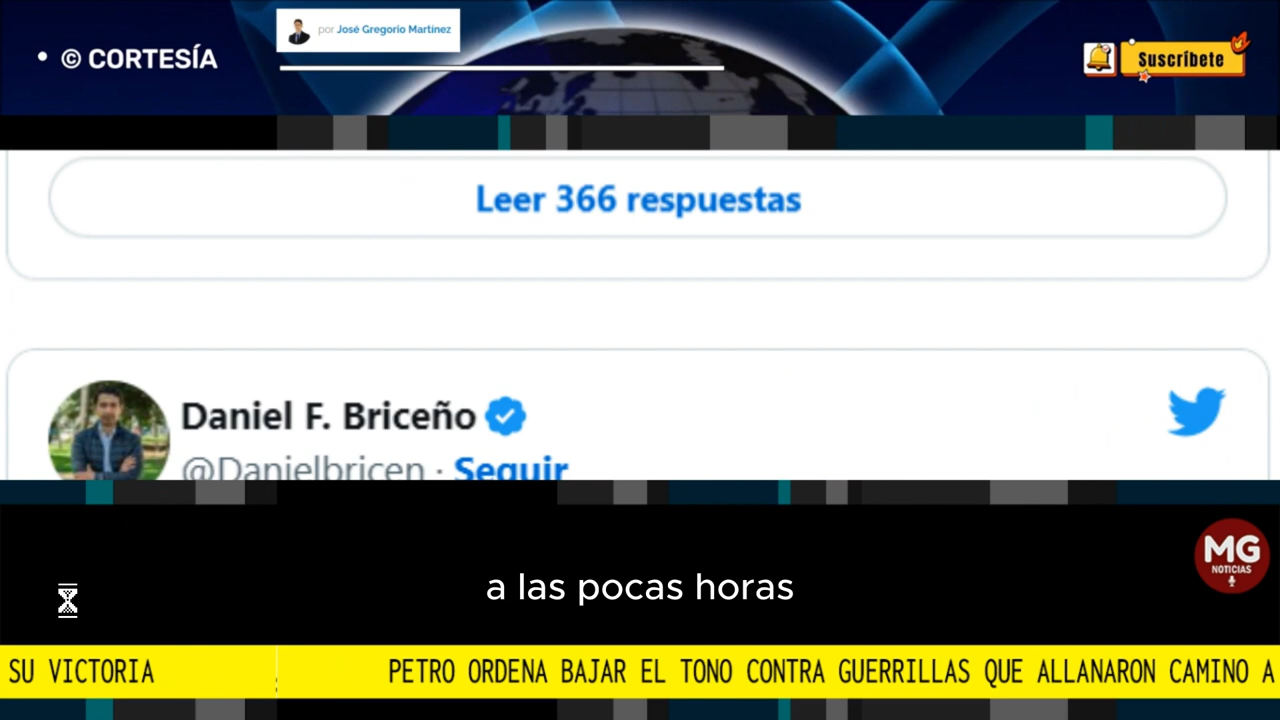 • © CORTESÍA
por José Gregorio Martínez
Suscríbete
Leer 366 respuestas
Daniel F. Briceño
@Danielbricen · Seguir
a las pocas horas
MG
NOTICIAS
SU VICTORIA
PETRO ORDENA BAJAR EL TONO CONTRA GUERRILLAS QUE ALLANARON CAMINO A